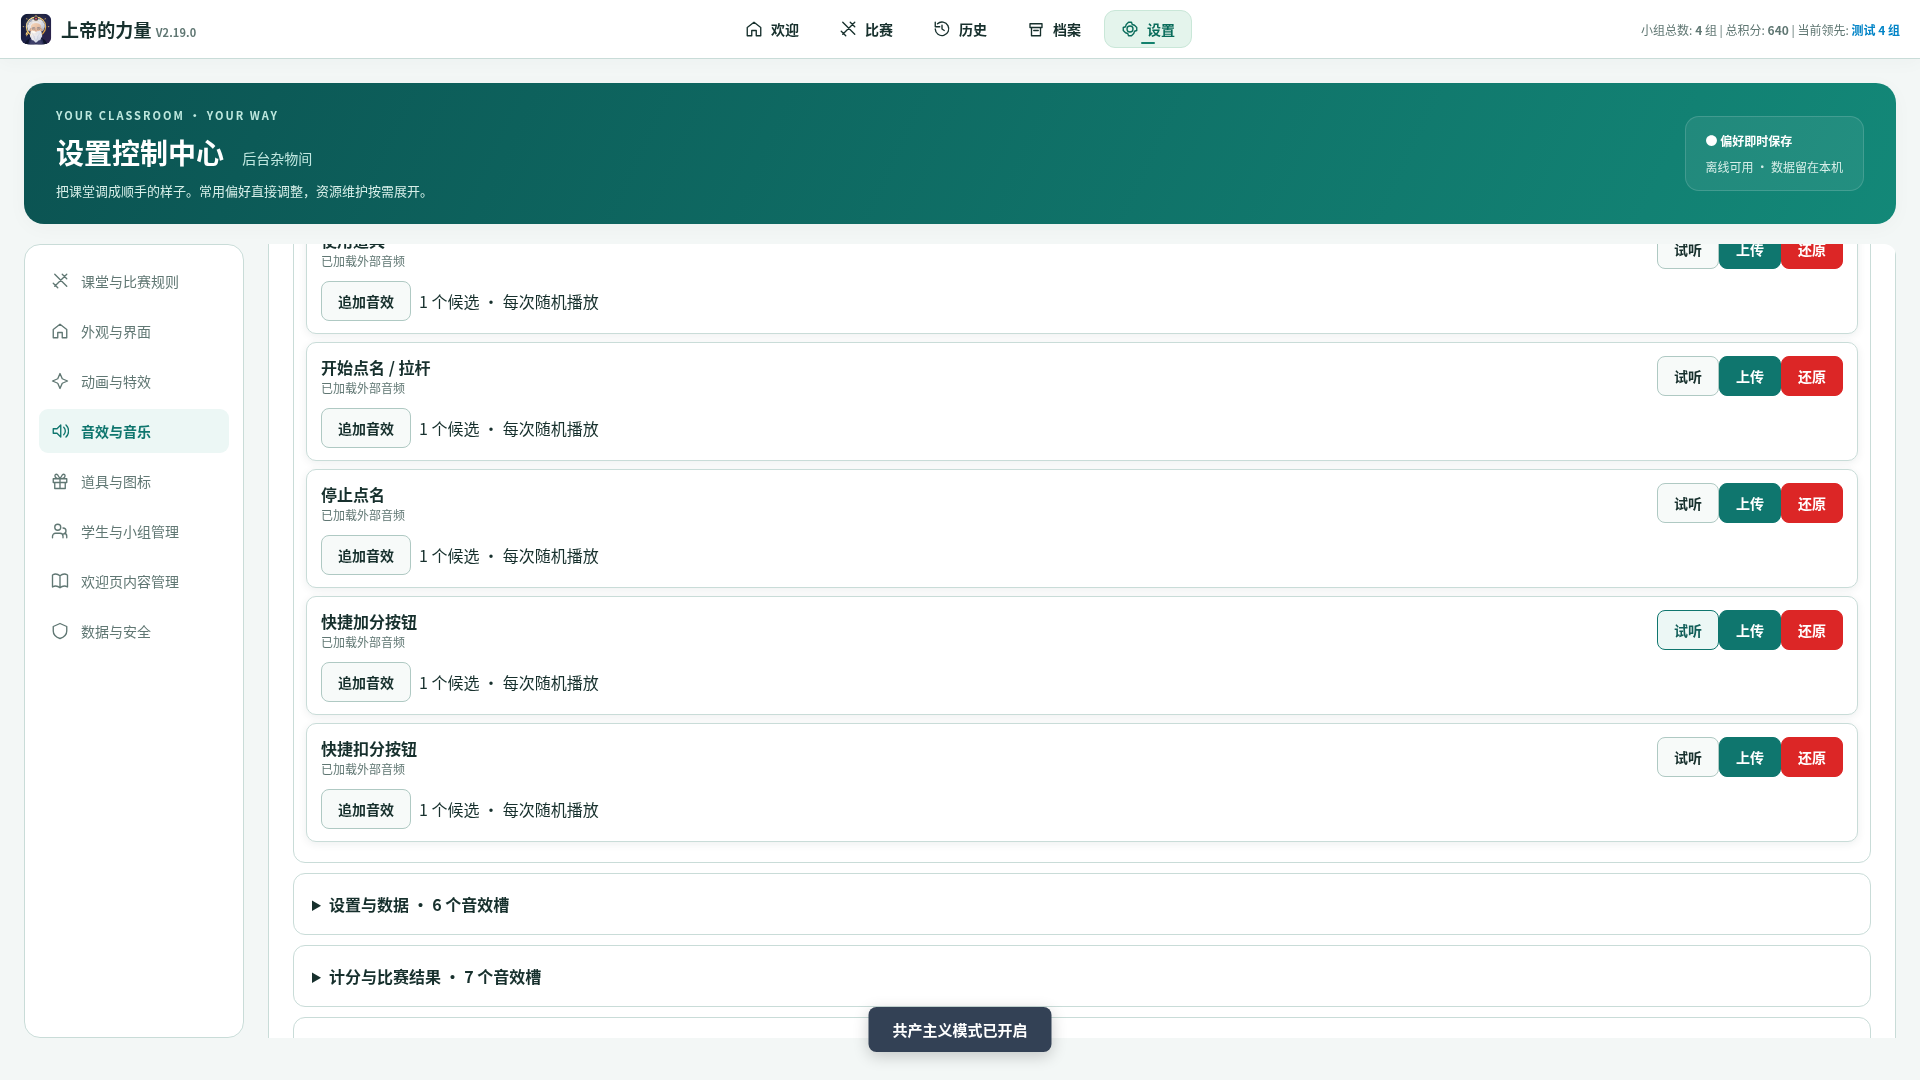 上帝的力量 V2.19.0
欢迎
比赛
历史
档案
设置
小组总数: 4 组 | 总积分: 640 | 当前领先: 测试 4 组
YOUR CLASSROOM • YOUR WAY
设置控制中心 后台杂物间
把课堂调成顺手的样子。常用偏好直接调整，资源维护按需展开。
偏好即时保存
离线可用 • 数据留在本机
课堂与比赛规则
外观与界面
动画与特效
音效与音乐
道具与图标
学生与小组管理
欢迎页内容管理
数据与安全
使用道具
已加载外部音频
试听 上传 还原
追加音效 1 个候选 • 每次随机播放
开始点名 / 拉杆
已加载外部音频
试听 上传 还原
追加音效 1 个候选 • 每次随机播放
停止点名
已加载外部音频
试听 上传 还原
追加音效 1 个候选 • 每次随机播放
快捷加分按钮
已加载外部音频
试听 上传 还原
追加音效 1 个候选 • 每次随机播放
快捷扣分按钮
已加载外部音频
试听 上传 还原
追加音效 1 个候选 • 每次随机播放
设置与数据 • 6 个音效槽
计分与比赛结果 • 7 个音效槽
共产主义模式已开启